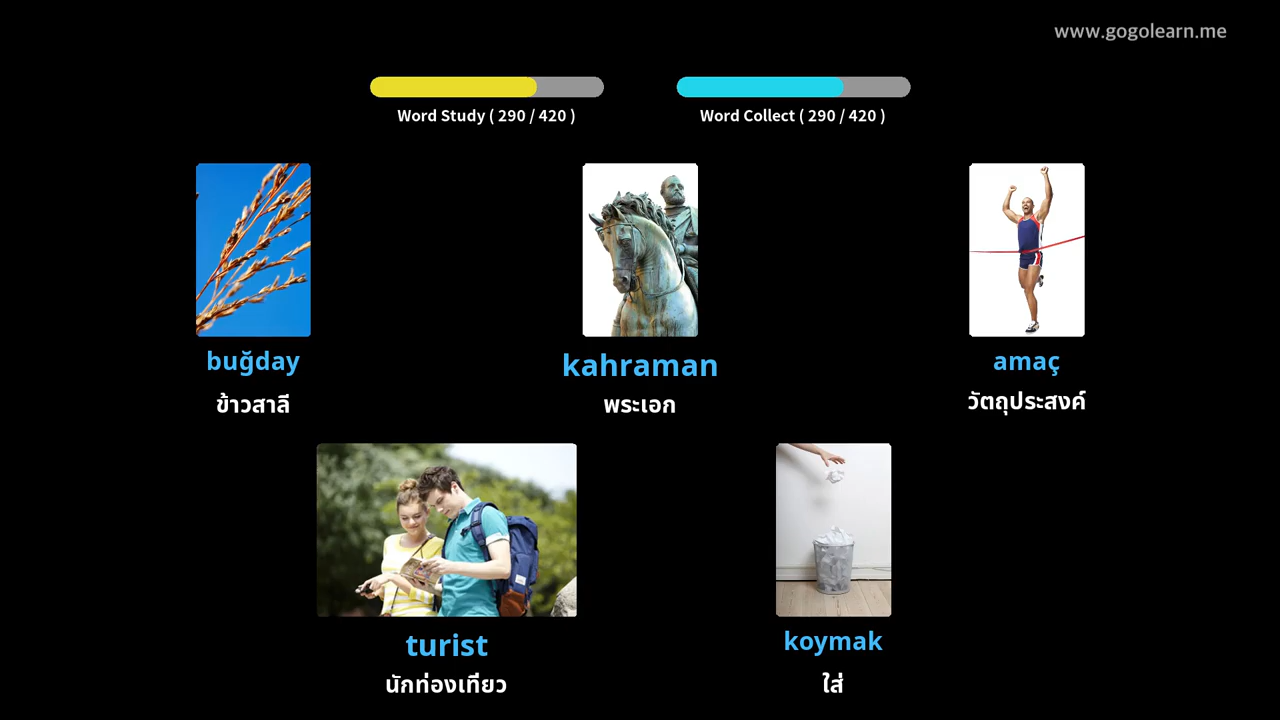 www.gogolearn.me
Word Study ( 290 / 420 )
Word Collect ( 290 / 420 )
buğday
kahraman
amaç
ข้าวสาลี
พระเอก
วัตถุประสงค์
turist
koymak
นักท่องเที่ยว
ใส่